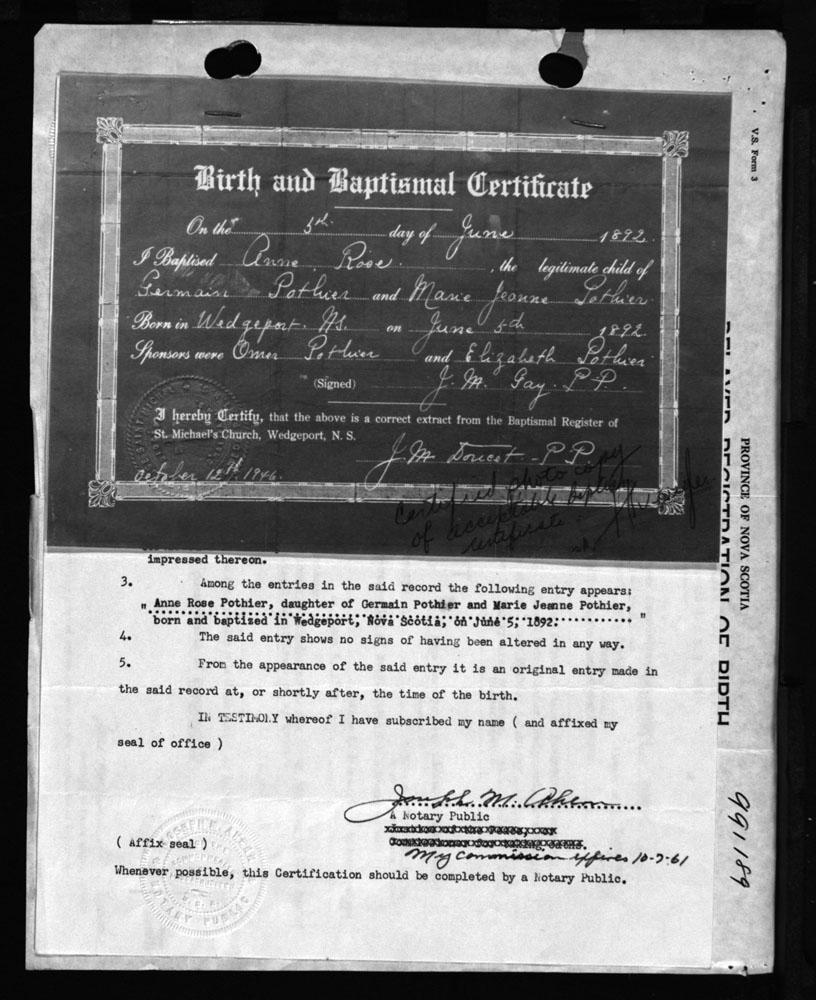 Birth and Baptismal Certificate
On the 5th day of June 1892
I Baptised Anne Rose, the legitimate child of
Germain Pothier and Marie Jeanne Pothier
Born in Wedgeport. NS. on June 5th 1892
Sponsors were Omer Pothier and Elizabeth Pothier
(Signed) J. M. Gay. P.P.
I hereby Certify, that the above is a correct extract from the Baptismal Register of
St. Michael's Church, Wedgeport, N. S.
J. M. Doucet - P P
October 12th 1946.
Certified photo copy
of acceptable baptism
certificate.
impressed thereon.
3. Among the entries in the said record the following entry appears:
" Anne Rose Pothier, daughter of Germain Pothier and Marie Jeanne Pothier,
born and baptized in Wedgeport, Nova Scotia, on June 5, 1892. "
4. The said entry shows no signs of having been altered in any way.
5. From the appearance of the said entry it is an original entry made in
the said record at, or shortly after, the time of the birth.
IN TESTIMONY whereof I have subscribed my name ( and affixed my
seal of office )
Joseph M.
A Notary Public
( Affix seal )
My commission expires 10-7-61
Whenever possible, this Certification should be completed by a Notary Public.
NOTARY PUBLIC
V.S. Form 3
PROVINCE OF NOVA SCOTIA
DELAYED REGISTRATION OF BIRTH
991189